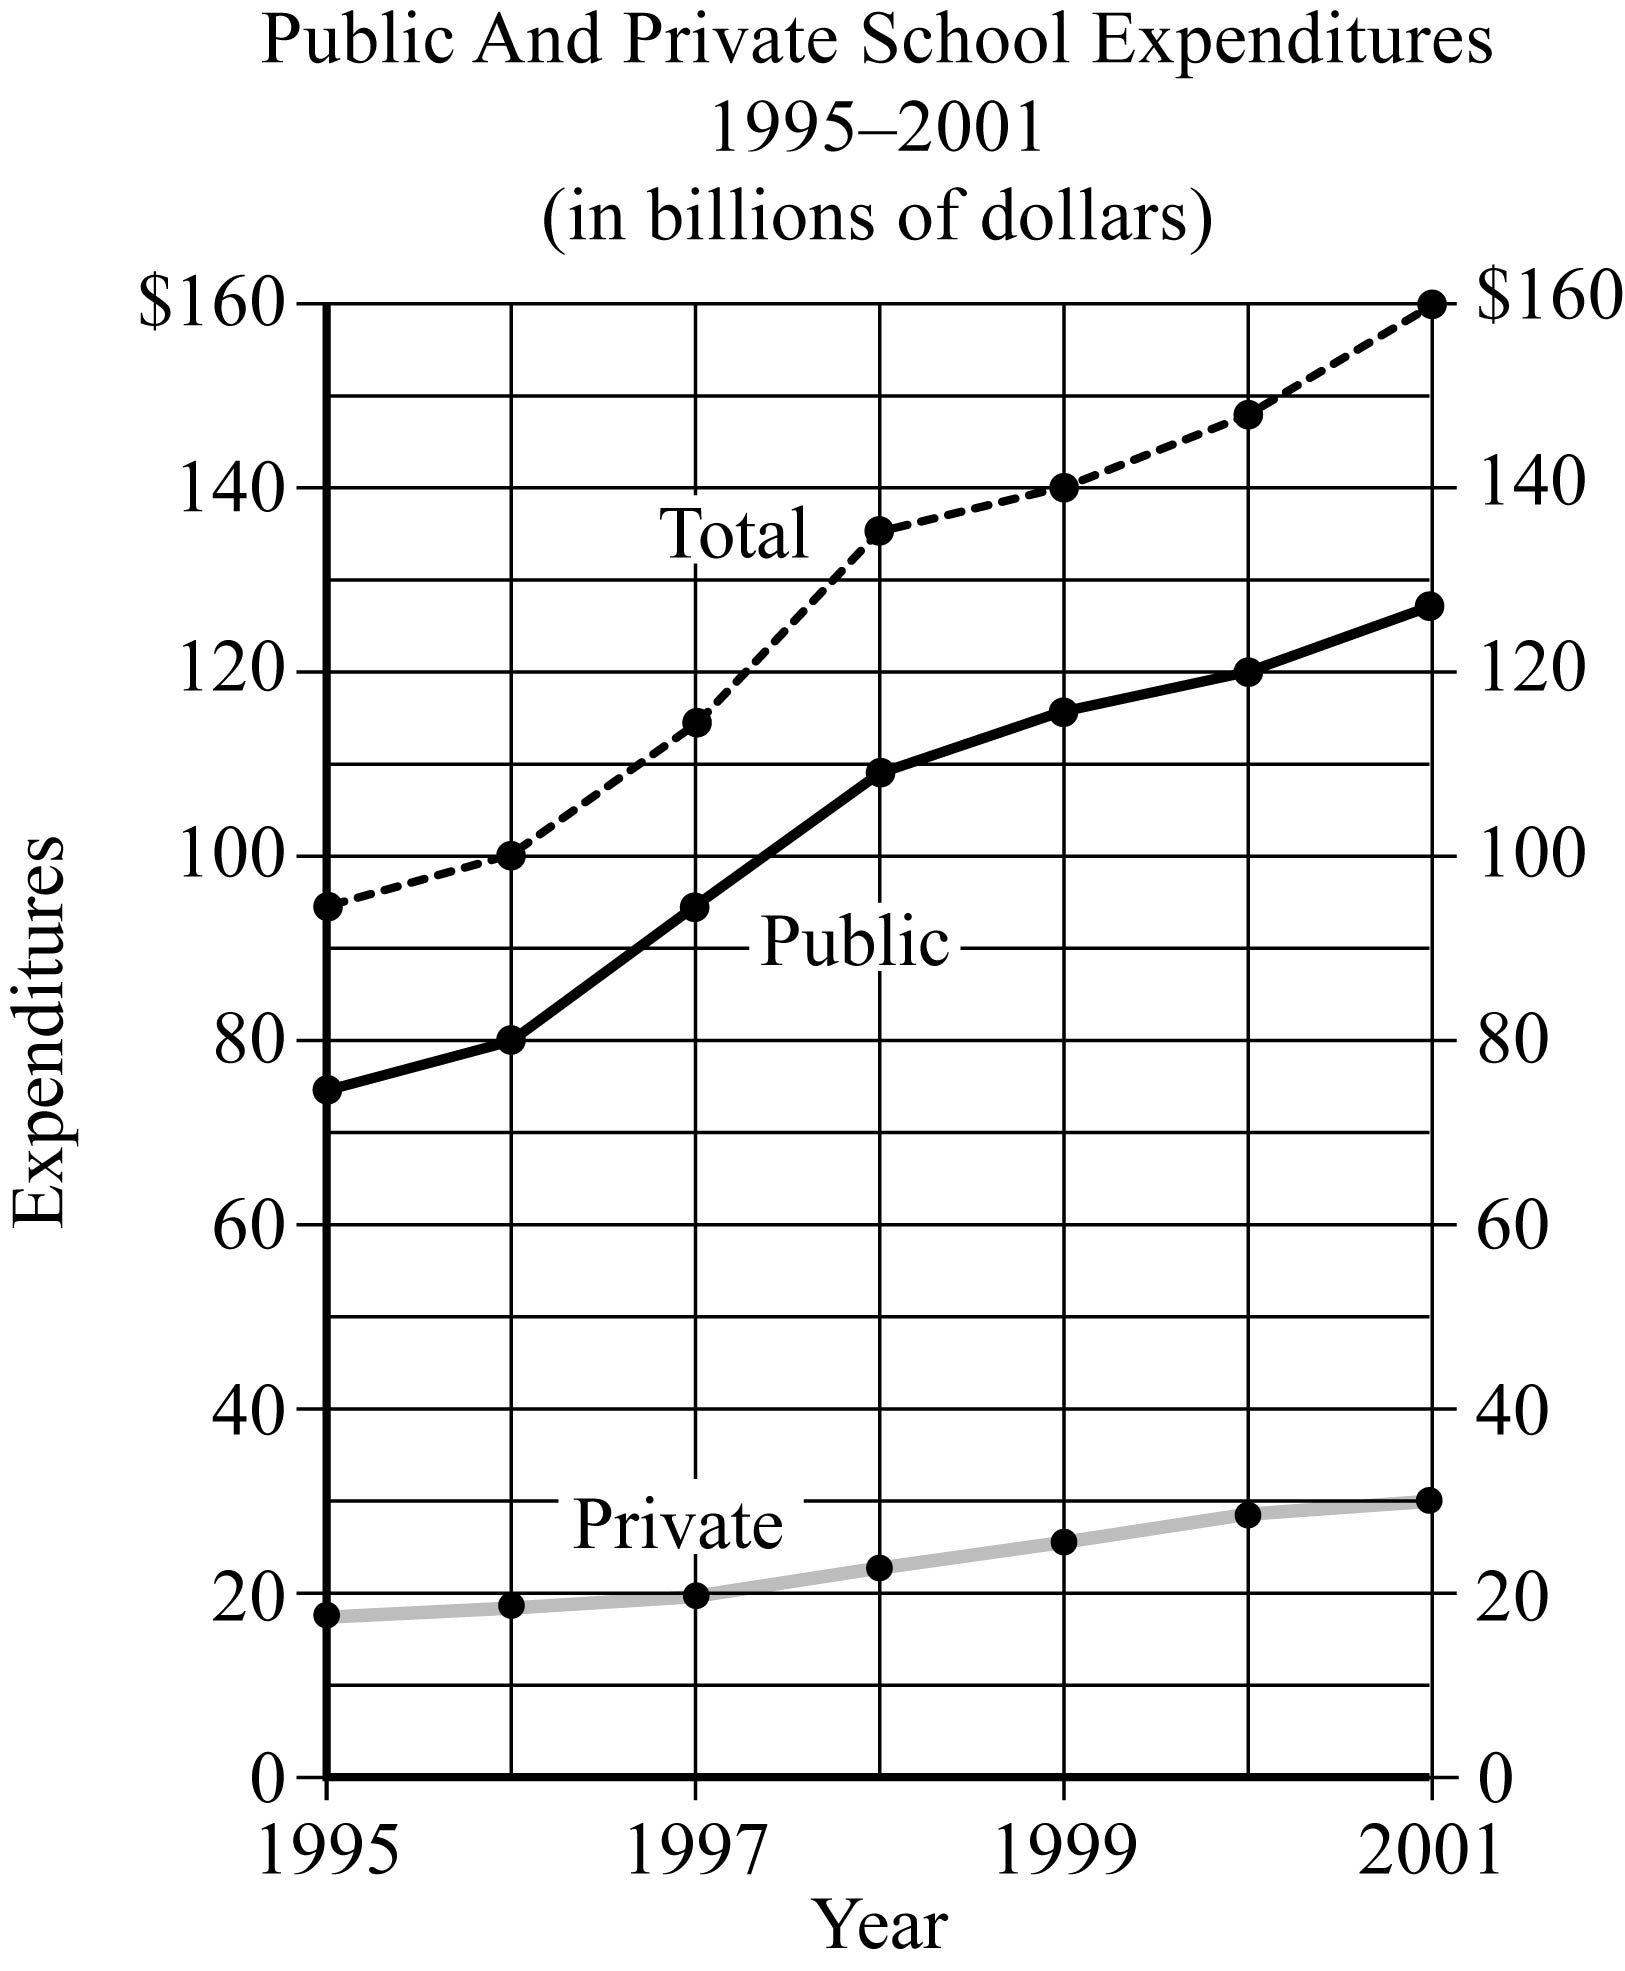 Public And Private School Expenditures
1995–2001
(in billions of dollars)
$160 $160
140 140
Total
120 120
100 100
Public
80 80
60 60
40 40
Private
20 20
0 0
Expenditures
1995 1997 1999 2001
Year